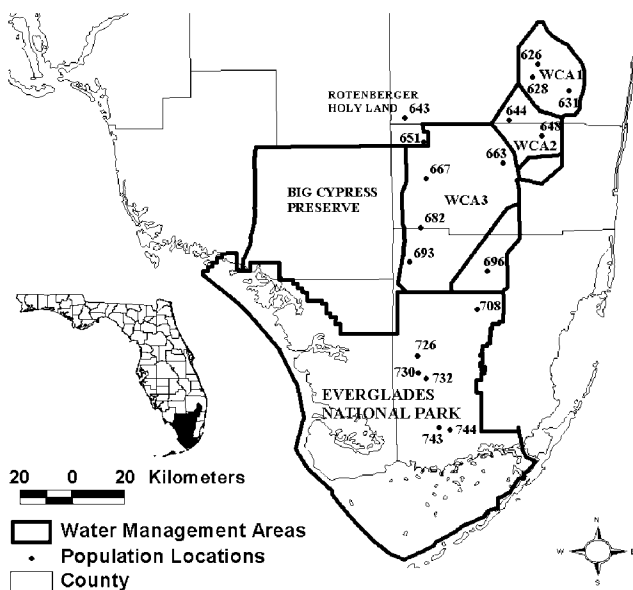 626
WCA1
628
631
ROTENBERGER
HOLY LAND
643
644
648
651
WCA2
663
667
BIG CYPRESS
PRESERVE
WCA3
682
693
696
708
726
730
732
EVERGLADES
NATIONAL PARK
743
744
20 0 20 Kilometers
Water Management Areas
Population Locations
County
N
W
E
S